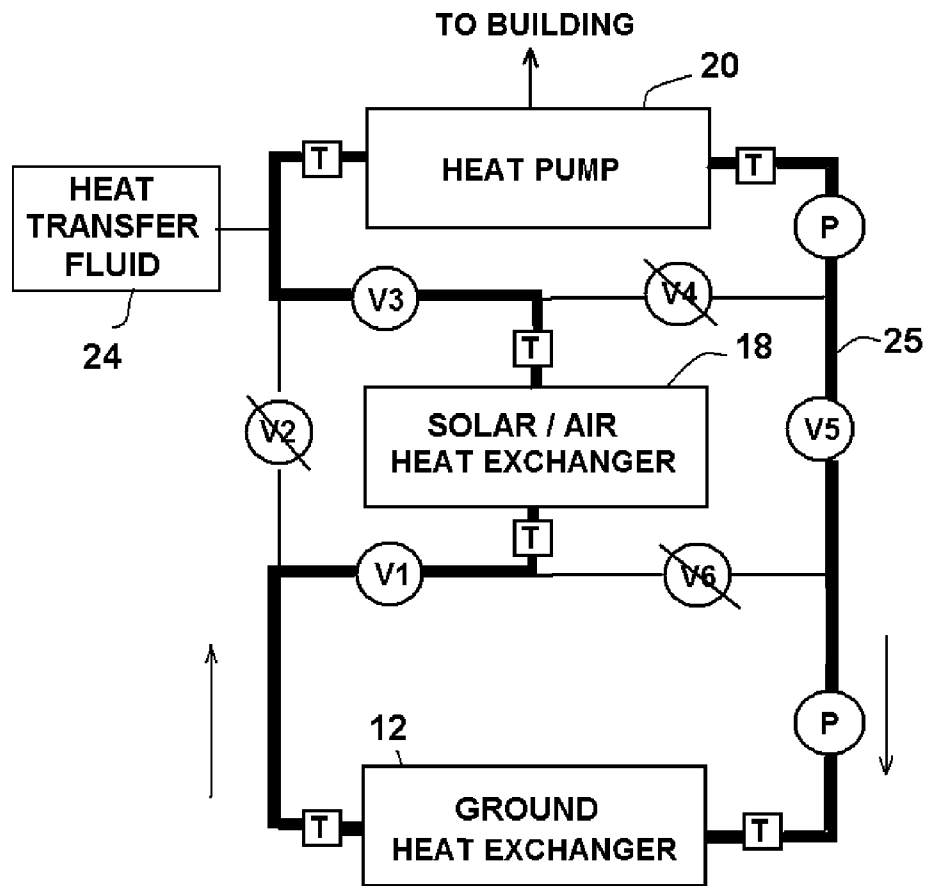 TO BUILDING
20
T
HEAT PUMP
T
HEAT
TRANSFER
FLUID
P
V3
V4
24
T
18
25
V2
SOLAR / AIR
HEAT EXCHANGER
V5
T
V1
V6
12
P
T
GROUND
HEAT EXCHANGER
T